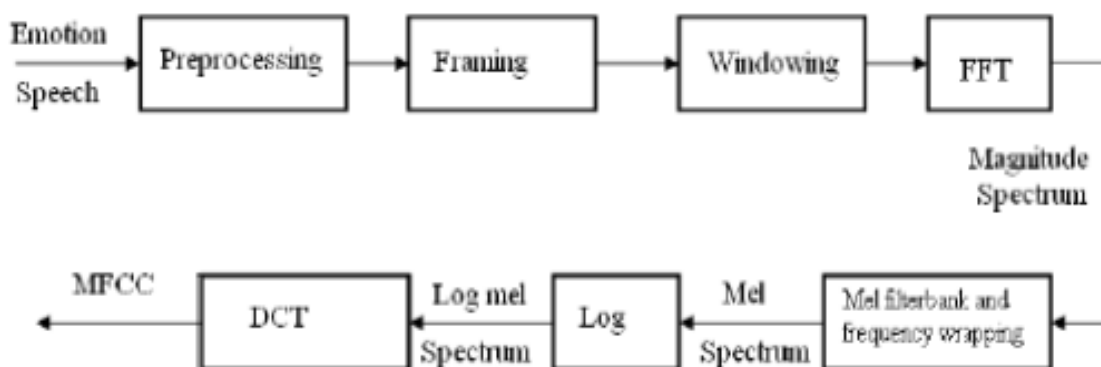 Emotion
Speech
Preprocessing
Framing
Windowing
FFT
Magnitude
Spectrum
Mel filterbank and
frequency wrapping
Mel
Spectrum
Log
Log mel
Spectrum
DCT
MFCC